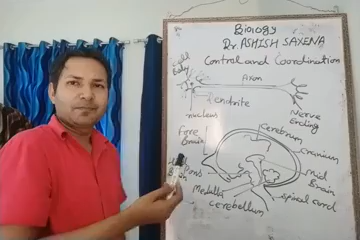 Biology
Dr. ASHISH SAXENA
Control and Coordination
Cell
Body
Axon
dendrite
nucleus
Nerve
Ending
Fore
Brain
Cerebrum
Cranium
Mid
Brain
Pons
Medulla
Spinal cord
Cerebellum